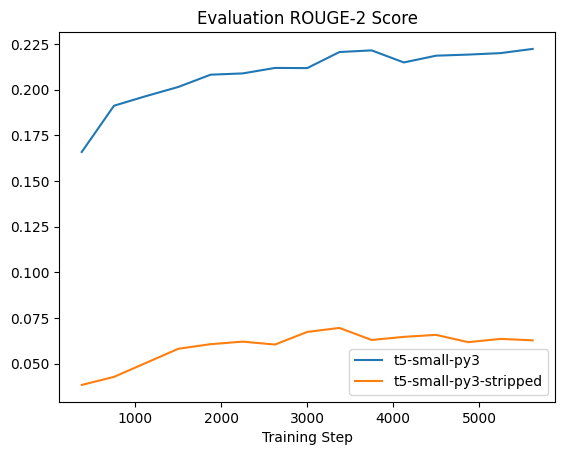 Evaluation ROUGE-2 Score
0.225
0.200
0.175
0.150
0.125
0.100
0.075
0.050
t5-small-py3
t5-small-py3-stripped
1000 2000 3000 4000 5000
Training Step